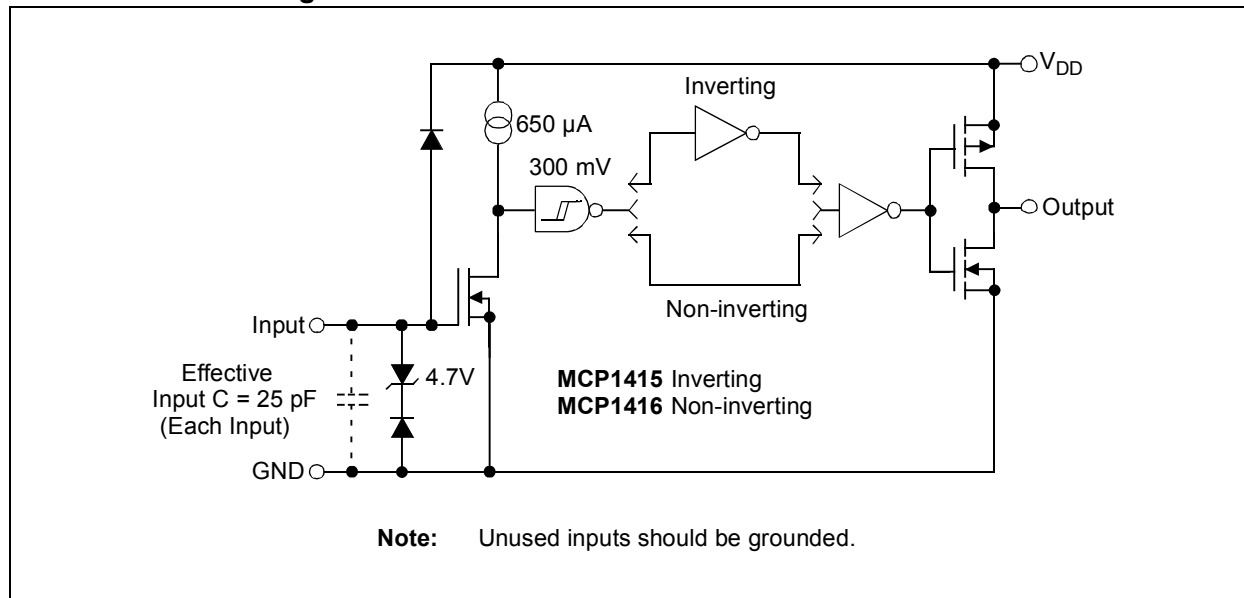 V_DD
Inverting
650 µA
300 mV
Output
Non-inverting
Input
4.7V
Effective
Input C = 25 pF
(Each Input)
MCP1415 Inverting
MCP1416 Non-inverting
GND
Note: Unused inputs should be grounded.